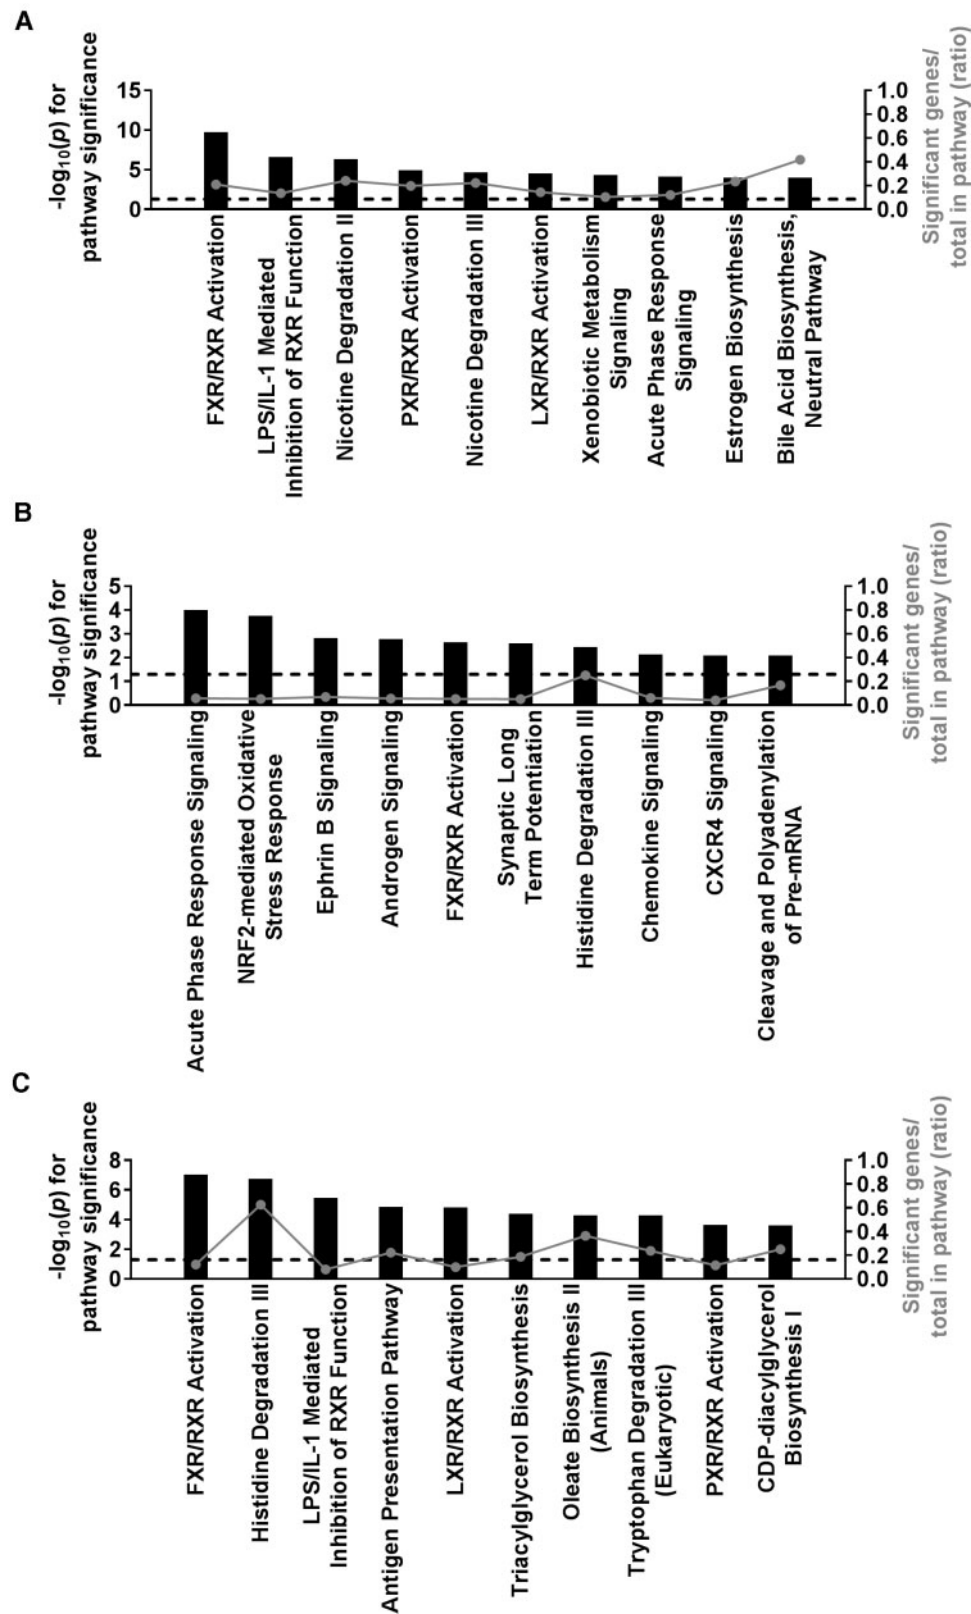 A
-log10(p) for
pathway significance
15
10
5
0
1.0
0.8
0.6
0.4
0.2
0.0
Significant genes/
total in pathway (ratio)
FXR/RXR Activation
LPS/IL-1 Mediated
Inhibition of RXR Function
Nicotine Degradation II
PXR/RXR Activation
Nicotine Degradation III
LXR/RXR Activation
Xenobiotic Metabolism
Signaling
Acute Phase Response
Signaling
Estrogen Biosynthesis
Bile Acid Biosynthesis,
Neutral Pathway
B
-log10(p) for
pathway significance
5
4
3
2
1
0
1.0
0.8
0.6
0.4
0.2
0.0
Significant genes/
total in pathway (ratio)
Acute Phase Response Signaling
NRF2-mediated Oxidative
Stress Response
Ephrin B Signaling
Androgen Signaling
FXR/RXR Activation
Synaptic Long
Term Potentiation
Histidine Degradation III
Chemokine Signaling
CXCR4 Signaling
Cleavage and Polyadenylation
of Pre-mRNA
C
-log10(p) for
pathway significance
8
6
4
2
0
1.0
0.8
0.6
0.4
0.2
0.0
Significant genes/
total in pathway (ratio)
FXR/RXR Activation
Histidine Degradation III
LPS/IL-1 Mediated
Inhibition of RXR Function
Antigen Presentation Pathway
LXR/RXR Activation
Triacylglycerol Biosynthesis
Oleate Biosynthesis II
(Animals)
Tryptophan Degradation III
(Eukaryotic)
PXR/RXR Activation
CDP-diacylglycerol
Biosynthesis I